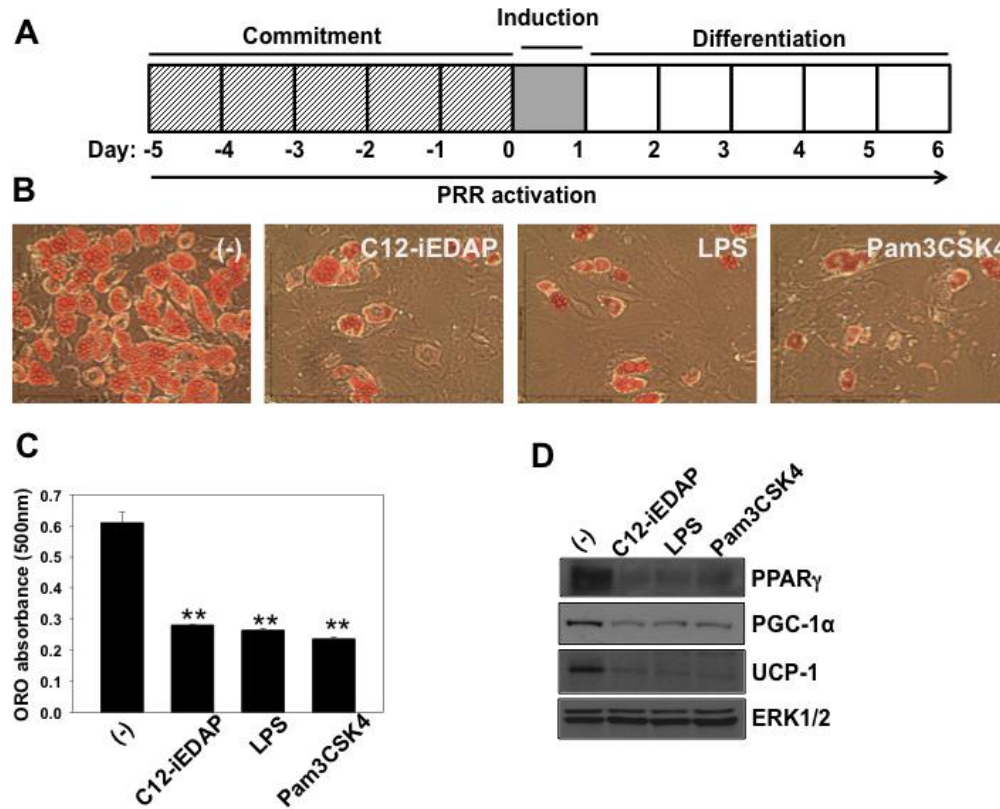 A
Commitment
Induction
Differentiation
Day: -5 -4 -3 -2 -1 0 1 2 3 4 5 6
PRR activation
B
(-)
C12-iEDAP
LPS
Pam3CSK4
C
ORO absorbance (500nm)
0.7
0.6
0.5
0.4
0.3
0.2
0.1
0.0
** ** **
(-)
C12-iEDAP
LPS
Pam3CSK4
D
(-)
C12-iEDAP
LPS
Pam3CSK4
PPARγ
PGC-1α
UCP-1
ERK1/2